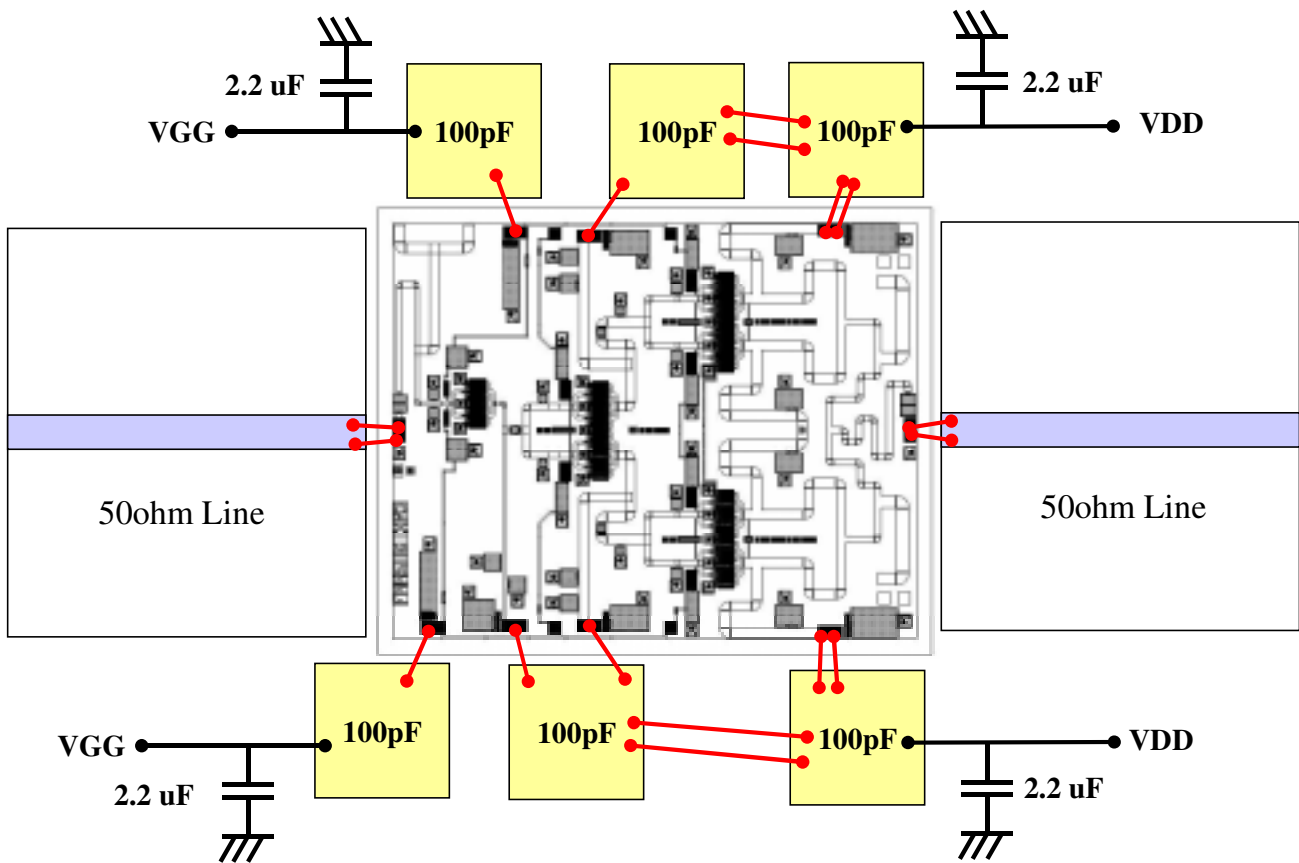 2.2 uF
2.2 uF
VGG
100pF
100pF
100pF
VDD
50ohm Line
50ohm Line
VGG
100pF
100pF
100pF
VDD
2.2 uF
2.2 uF